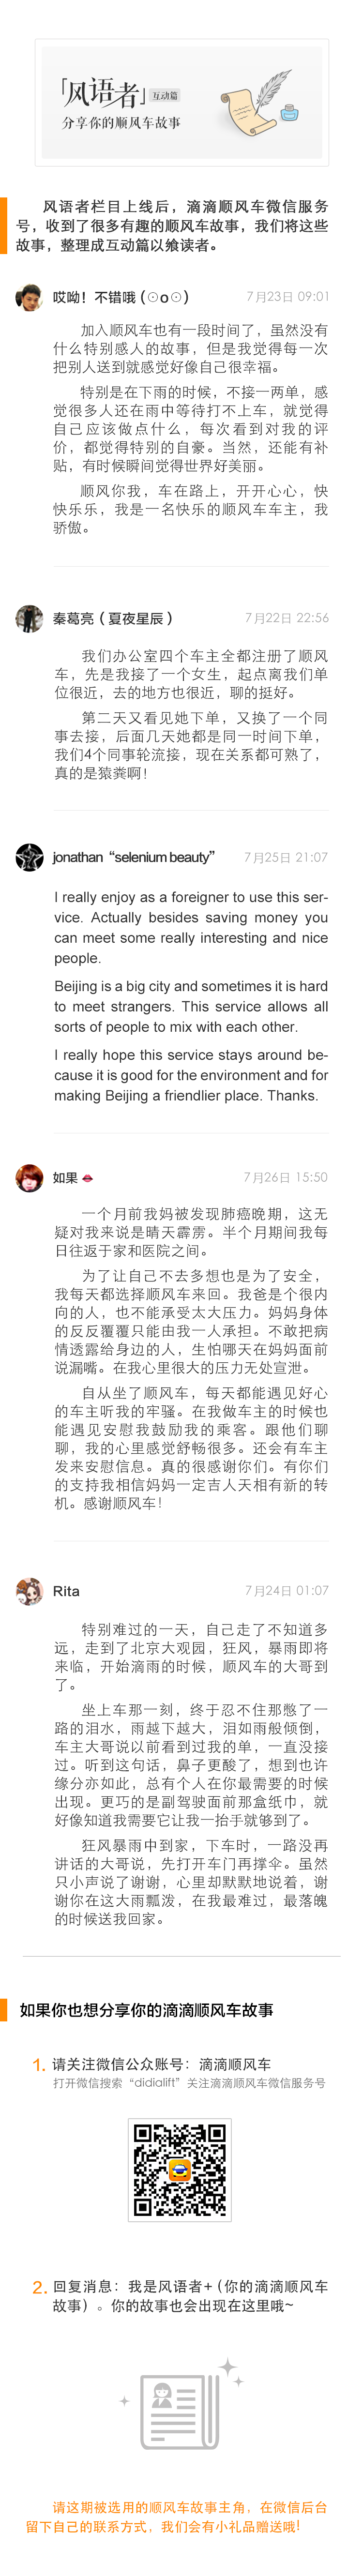 「风语者」互动篇
分享你的顺风车故事
风语者栏目上线后，滴滴顺风车微信服务
号，收到了很多有趣的顺风车故事，我们将这些
故事，整理成互动篇以飨读者。
哎呦！不错哦 (⊙o⊙)
7月23日 09:01
加入顺风车也有一段时间了，虽然没有
什么特别感人的故事，但是我觉得每一次
把别人送到就感觉好像自己很幸福。
特别是在下雨的时候，不接一两单，感
觉很多人还在雨中等待打不上车，就觉得
自己应该做点什么，每次看到对我的评
价，都觉得特别的自豪。当然，还能有补
贴，有时候瞬间觉得世界好美丽。
顺风你我，车在路上，开开心心，快
快乐乐，我是一名快乐的顺风车车主，我
骄傲。
秦葛亮（夏夜星辰）
7月22日 22:56
我们办公室四个车主全都注册了顺风
车，先是我接了一个女生，起点离我们单
位很近，去的地方也很近，聊的挺好。
第二天又看见她下单，又换了一个同
事去接，后面几天她都是同一时间下单，
我们4个同事轮流接，现在关系都可熟了，
真的是猿粪啊！
jonathan“selenium beauty”
7月25日 21:07
I really enjoy as a foreigner to use this ser-
vice. Actually besides saving money you
can meet some really interesting and nice
people.
Beijing is a big city and sometimes it is hard
to meet strangers. This service allows all
sorts of people to mix with each other.
I really hope this service stays around be-
cause it is good for the environment and for
making Beijing a friendlier place. Thanks.
如果
7月26日 15:50
一个月前我妈被发现肺癌晚期，这无
疑对我来说是晴天霹雳。半个月期间我每
日往返于家和医院之间。
为了让自己不去多想也是为了安全，
我每天都选择顺风车来回。我爸是个很内
向的人，也不能承受太大压力。妈妈身体
的反反覆覆只能由我一人承担。不敢把病
情透露给身边的人，生怕哪天在妈妈面前
说漏嘴。在我心里很大的压力无处宣泄。
自从坐了顺风车，每天都能遇见好心
的车主听我的牢骚。在我做车主的时候也
能遇见安慰我鼓励我的乘客。跟他们聊
聊，我的心里感觉舒畅很多。还会有车主
发来安慰信息。真的很感谢你们。有你们
的支持我相信妈妈一定吉人天相有新的转
机。感谢顺风车！
Rita
7月24日 01:07
特别难过的一天，自己走了不知道多
远，走到了北京大观园，狂风，暴雨即将
来临，开始滴雨的时候，顺风车的大哥到
了。
坐上车那一刻，终于忍不住那憋了一
路的泪水，雨越下越大，泪如雨般倾倒，
车主大哥说以前看到过我的单，一直没接
过。听到这句话，鼻子更酸了，想到也许
缘分亦如此，总有个人在你最需要的时候
出现。更巧的是副驾驶面前那盒纸巾，就
好像知道我需要它让我一抬手就够到了。
狂风暴雨中到家，下车时，一路没再
讲话的大哥说，先打开车门再撑伞。虽然
只小声说了谢谢，心里却默默地说着，谢
谢你在这大雨瓢泼，在我最难过，最落魄
的时候送我回家。
如果你也想分享你的滴滴顺风车故事
1. 请关注微信公众账号：滴滴顺风车
打开微信搜索“didialift”关注滴滴顺风车微信服务号
2. 回复消息：我是风语者+（你的滴滴顺风车
故事）。你的故事也会出现在这里哦~
请这期被选用的顺风车故事主角，在微信后台
留下自己的联系方式，我们会有小礼品赠送哦!